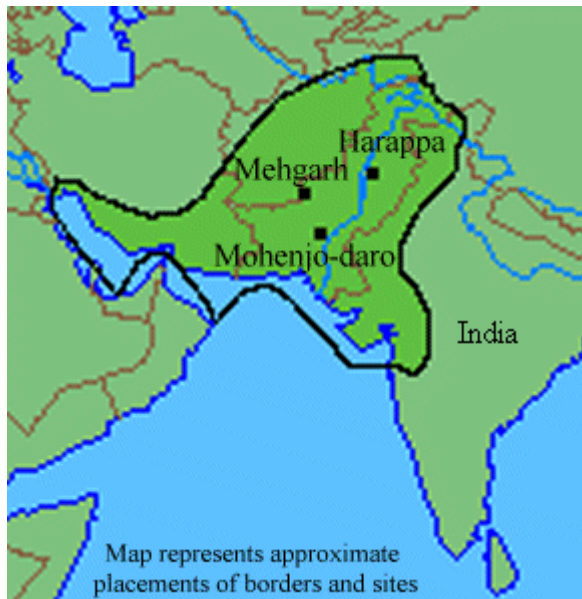 Harappa
Mehgarh
Mohenjo-daro
India
Map represents approximate
placements of borders and sites